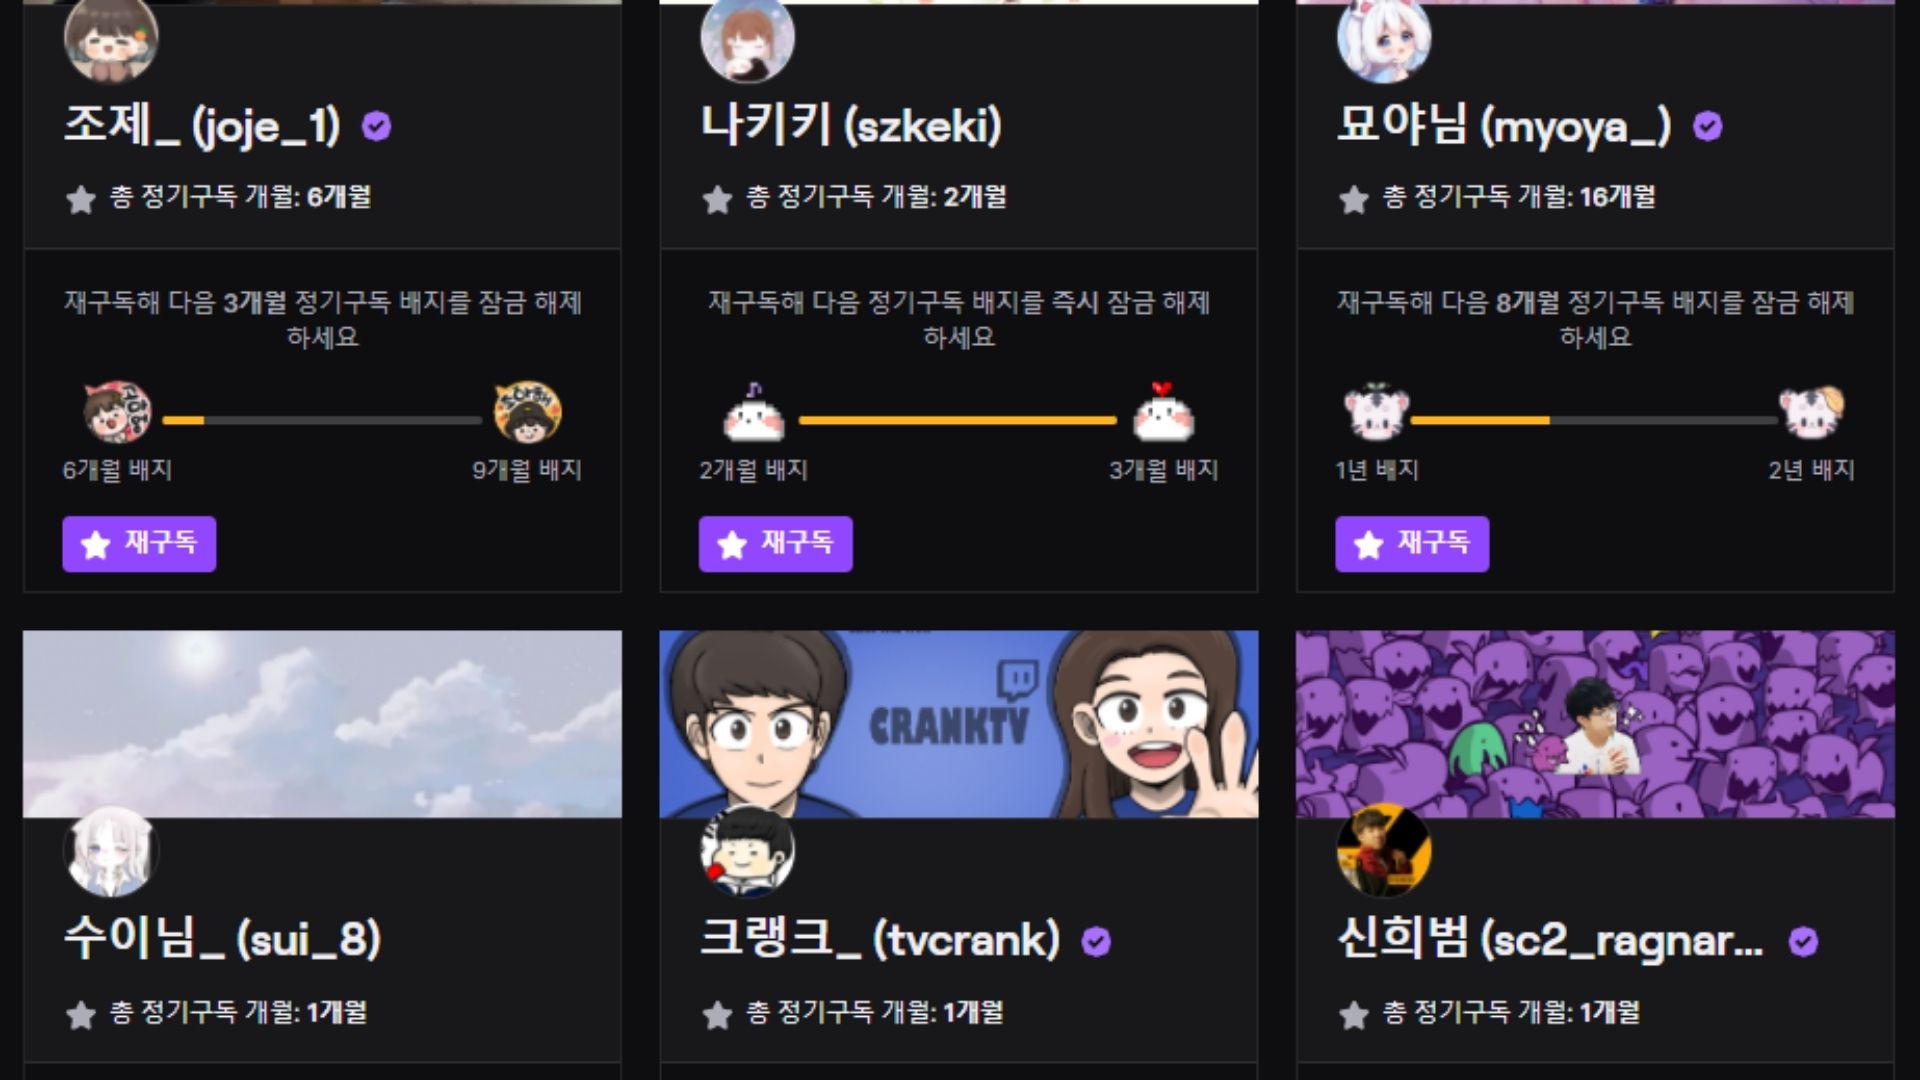 조제_ (joje_1)
총 정기구독 개월: 6개월
재구독해 다음 3개월 정기구독 배지를 잠금 해제
하세요
6개월 배지
9개월 배지
재구독
나키키 (szkeki)
총 정기구독 개월: 2개월
재구독해 다음 정기구독 배지를 즉시 잠금 해제
하세요
2개월 배지
3개월 배지
재구독
묘야님 (myoya_)
총 정기구독 개월: 16개월
재구독해 다음 8개월 정기구독 배지를 잠금 해제
하세요
1년 배지
2년 배지
재구독
수이님_ (sui_8)
총 정기구독 개월: 1개월
CRANKTV
크랭크_ (tvcrank)
총 정기구독 개월: 1개월
신희범 (sc2_ragnar...
총 정기구독 개월: 1개월